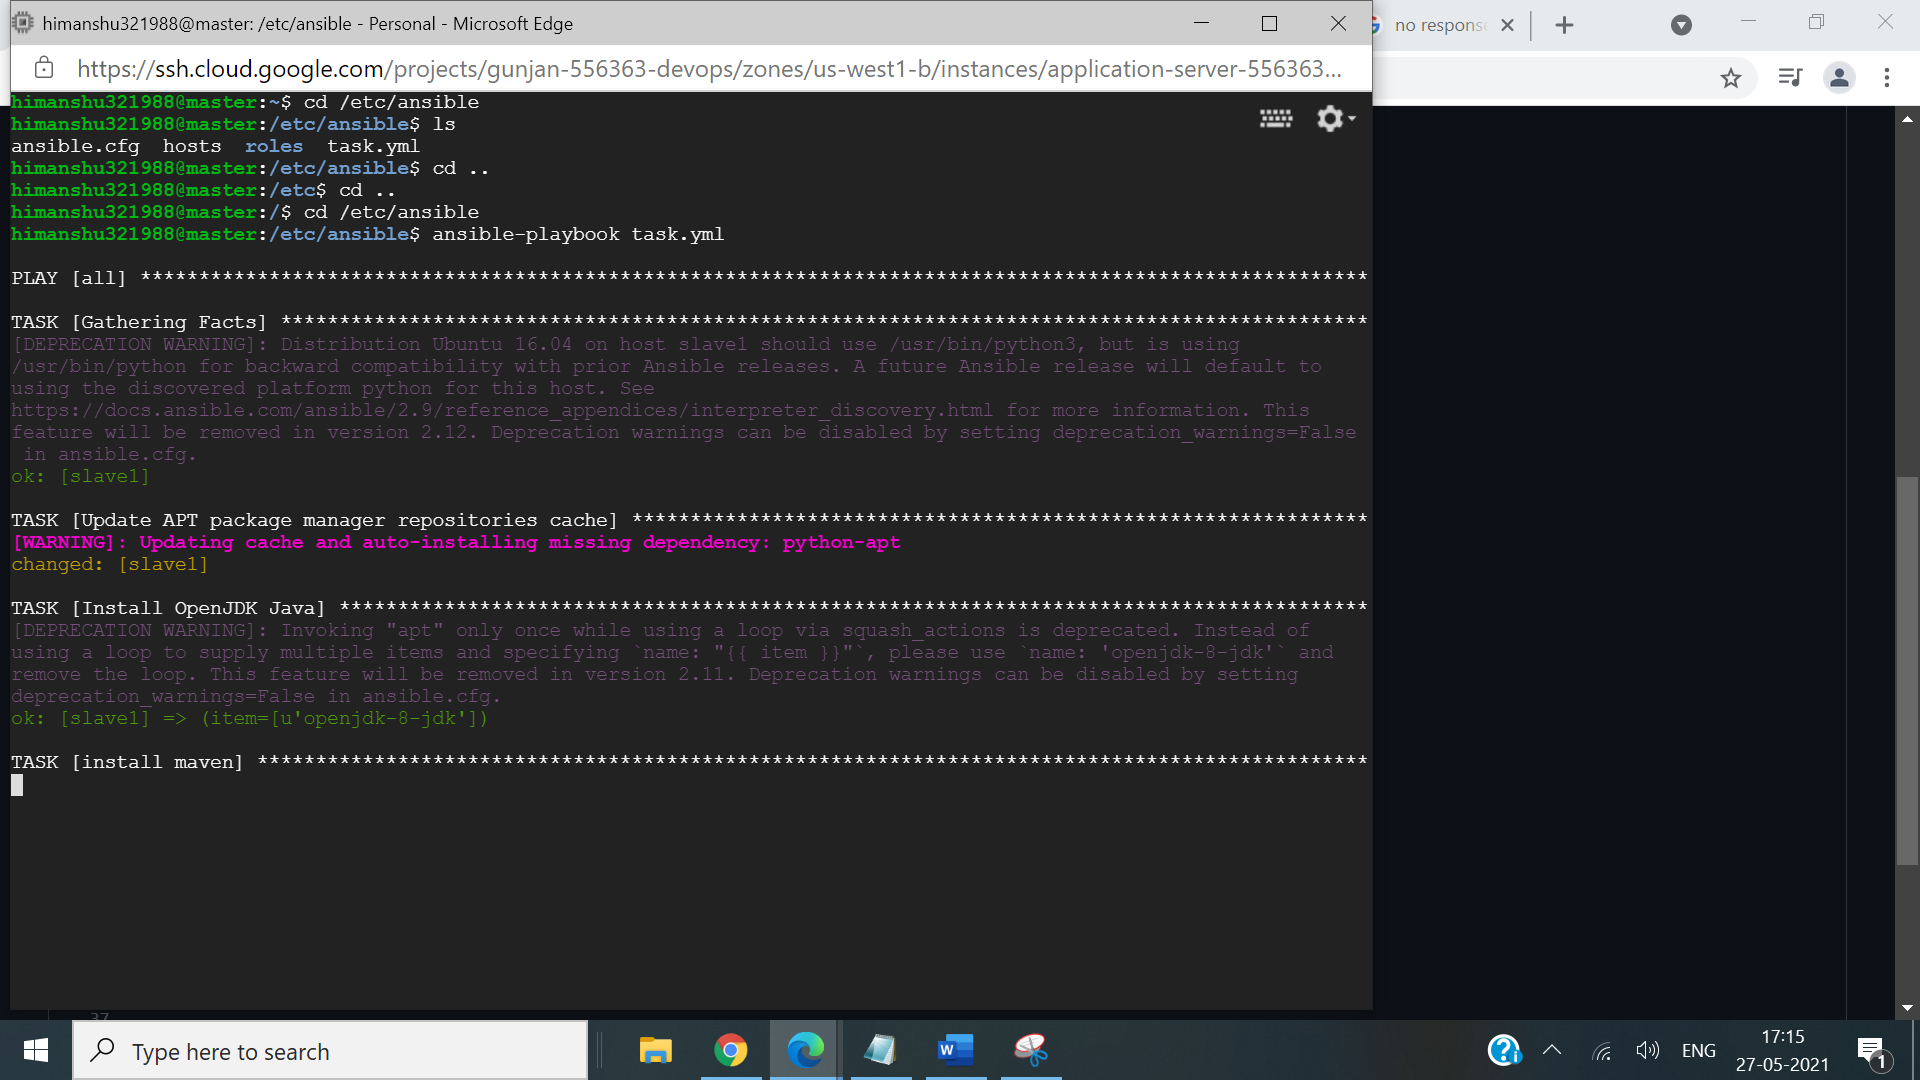 himanshu321988@master: /etc/ansible - Personal - Microsoft Edge
no respons
https://ssh.cloud.google.com/projects/gunjan-556363-devops/zones/us-west1-b/instances/application-server-556363...
himanshu321988@master:~$ cd /etc/ansible
himanshu321988@master:/etc/ansible$ ls
ansible.cfg  hosts  roles  task.yml
himanshu321988@master:/etc/ansible$ cd ..
himanshu321988@master:/etc$ cd ..
himanshu321988@master:/$ cd /etc/ansible
himanshu321988@master:/etc/ansible$ ansible-playbook task.yml
PLAY [all] *********************************************************************************************************
TASK [Gathering Facts] *********************************************************************************************
[DEPRECATION WARNING]: Distribution Ubuntu 16.04 on host slave1 should use /usr/bin/python3, but is using
/usr/bin/python for backward compatibility with prior Ansible releases. A future Ansible release will default to
using the discovered platform python for this host. See
https://docs.ansible.com/ansible/2.9/reference_appendices/interpreter_discovery.html for more information. This
feature will be removed in version 2.12. Deprecation warnings can be disabled by setting deprecation_warnings=False
in ansible.cfg.
ok: [slave1]
TASK [Update APT package manager repositories cache] ***************************************************************
[WARNING]: Updating cache and auto-installing missing dependency: python-apt
changed: [slave1]
TASK [Install OpenJDK Java] ****************************************************************************************
[DEPRECATION WARNING]: Invoking "apt" only once while using a loop via squash_actions is deprecated. Instead of
using a loop to supply multiple items and specifying `name: "{{ item }}"`, please use `name: 'openjdk-8-jdk'` and
remove the loop. This feature will be removed in version 2.11. Deprecation warnings can be disabled by setting
deprecation_warnings=False in ansible.cfg.
ok: [slave1] => (item=[u'openjdk-8-jdk'])
TASK [install maven] ***********************************************************************************************
37
Type here to search
ENG
17:15
27-05-2021
1